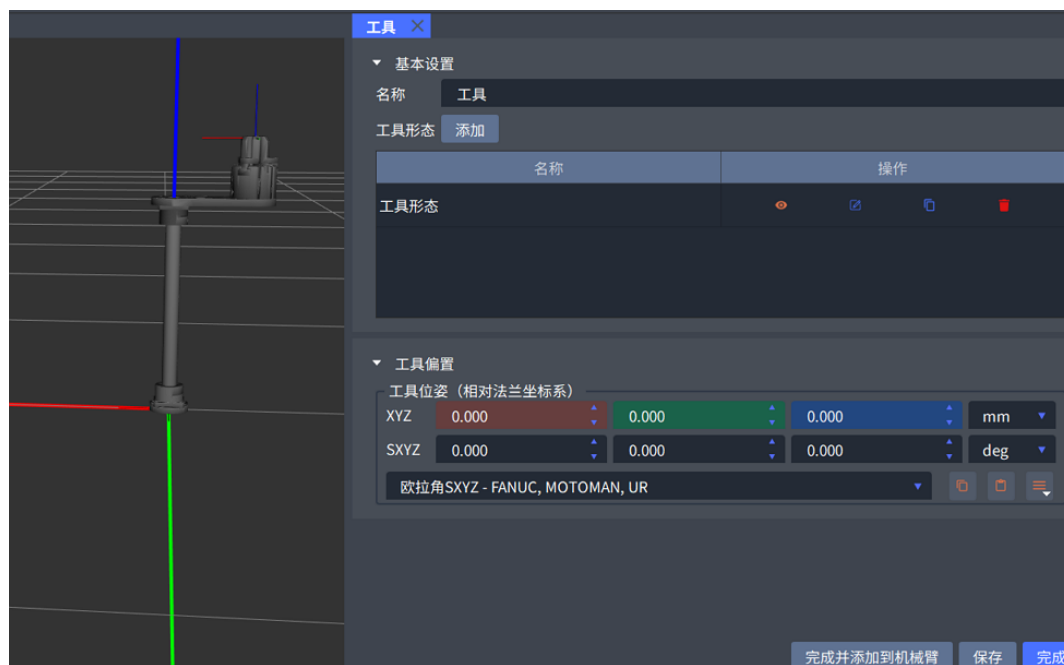 工具
基本设置
名称 工具
工具形态 添加
名称 操作
工具形态
工具偏置
工具位姿（相对法兰坐标系）
XYZ 0.000 0.000 0.000 mm
SXYZ 0.000 0.000 0.000 deg
欧拉角SXYZ - FANUC, MOTOMAN, UR
完成并添加到机械臂 保存 完成